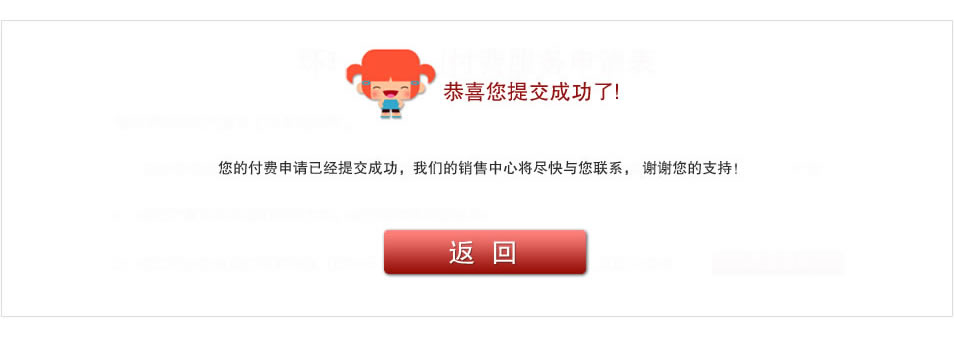 恭喜您提交成功了!
您的付费申请已经提交成功，我们的销售中心将尽快与您联系， 谢谢您的支持！
返 回